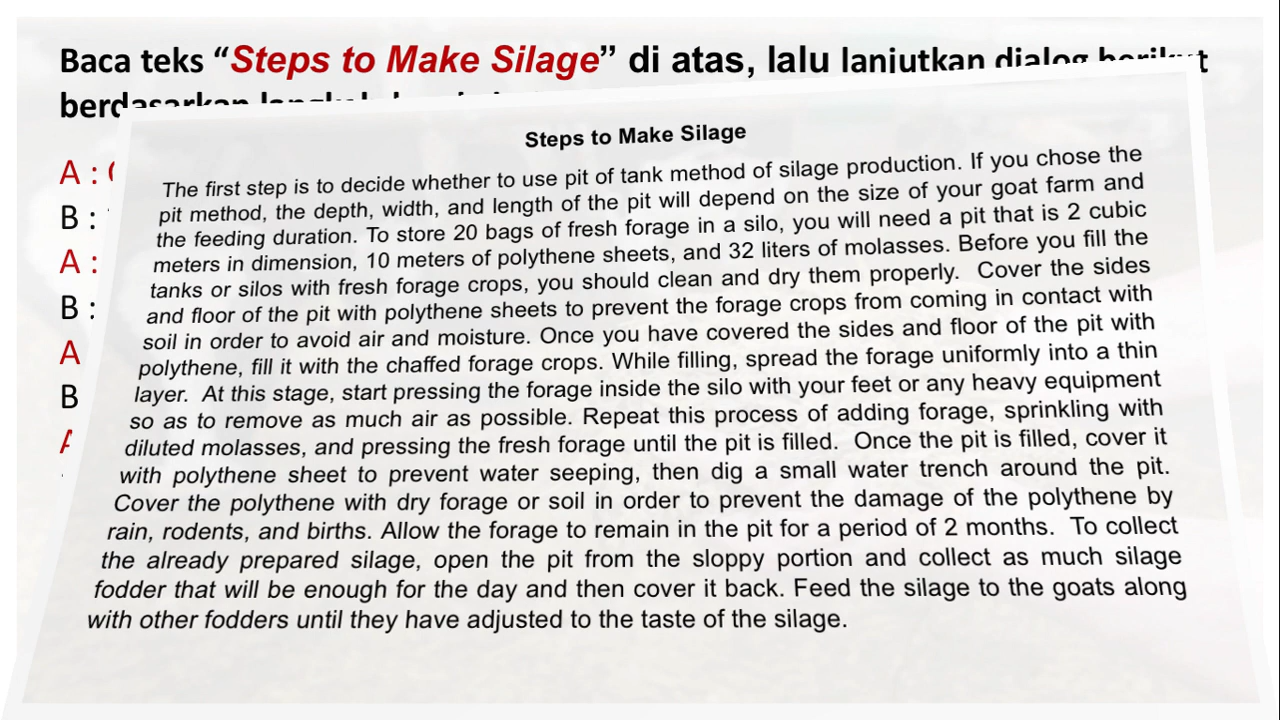 Baca teks “Steps to Make Silage” di atas, lalu lanjutkan dialog berikut
A :
B :
A :
B :
A
B
Steps to Make Silage
The first step is to decide whether to use pit of tank method of silage production. If you chose the
pit method, the depth, width, and length of the pit will depend on the size of your goat farm and
the feeding duration. To store 20 bags of fresh forage in a silo, you will need a pit that is 2 cubic
meters in dimension, 10 meters of polythene sheets, and 32 liters of molasses. Before you fill the
tanks or silos with fresh forage crops, you should clean and dry them properly. Cover the sides
and floor of the pit with polythene sheets to prevent the forage crops from coming in contact with
soil in order to avoid air and moisture. Once you have covered the sides and floor of the pit with
polythene, fill it with the chaffed forage crops. While filling, spread the forage uniformly into a thin
layer. At this stage, start pressing the forage inside the silo with your feet or any heavy equipment
so as to remove as much air as possible. Repeat this process of adding forage, sprinkling with
diluted molasses, and pressing the fresh forage until the pit is filled. Once the pit is filled, cover it
with polythene sheet to prevent water seeping, then dig a small water trench around the pit.
Cover the polythene with dry forage or soil in order to prevent the damage of the polythene by
rain, rodents, and births. Allow the forage to remain in the pit for a period of 2 months. To collect
the already prepared silage, open the pit from the sloppy portion and collect as much silage
fodder that will be enough for the day and then cover it back. Feed the silage to the goats along
with other fodders until they have adjusted to the taste of the silage.